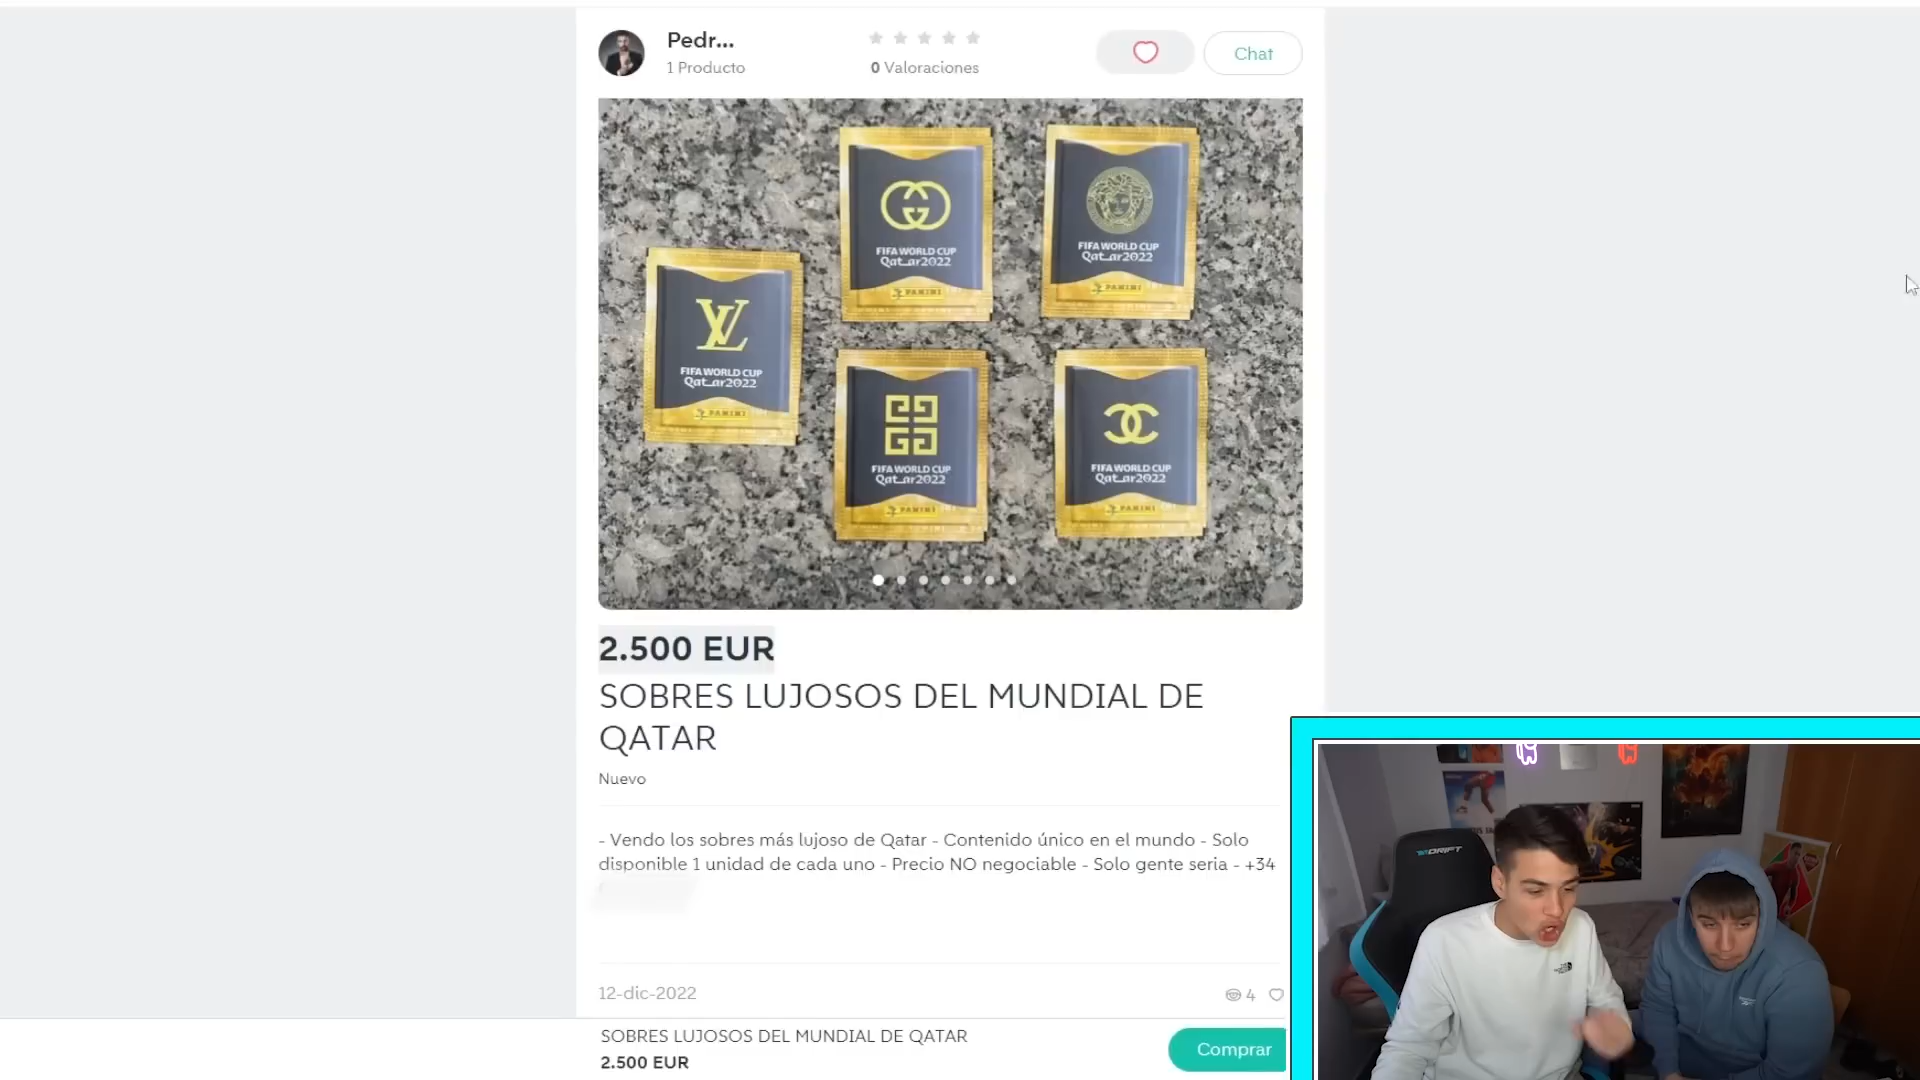 Pedr...
1 Producto
0 Valoraciones
Chat
FIFA WORLD CUP
Qatar2022
PANINI
FIFA WORLD CUP
Qatar2022
PANINI
FIFA WORLD CUP
Qatar2022
PANINI
FIFA WORLD CUP
Qatar2022
PANINI
FIFA WORLD CUP
Qatar2022
PANINI
2.500 EUR
SOBRES LUJOSOS DEL MUNDIAL DE
QATAR
Nuevo
- Vendo los sobres más lujoso de Qatar - Contenido único en el mundo - Solo
disponible 1 unidad de cada uno - Precio NO negociable - Solo gente seria - +34
12-dic-2022
4
SOBRES LUJOSOS DEL MUNDIAL DE QATAR
2.500 EUR
Comprar
DRIFT